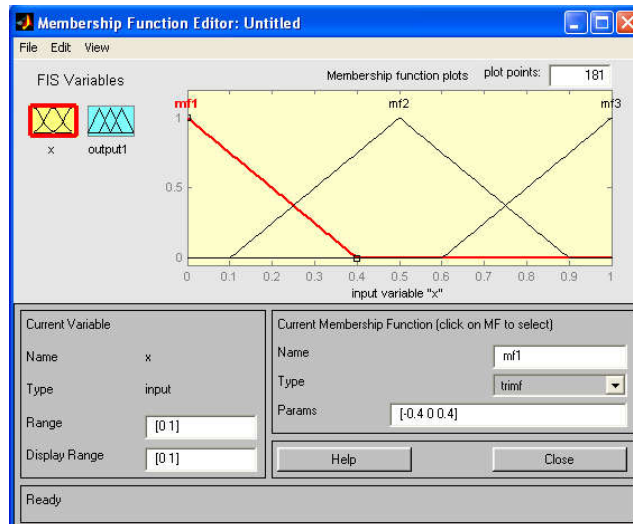 Membership Function Editor: Untitled
File Edit View
FIS Variables
Membership function plots plot points: 181
mf1 mf2 mf3
1
0.5
0
x output1
0 0.1 0.2 0.3 0.4 0.5 0.6 0.7 0.8 0.9 1
input variable "x"
Current Variable
Name x
Type input
Range [0 1]
Display Range [0 1]
Current Membership Function (click on MF to select)
Name mf1
Type trimf
Params [-0.4 0 0.4]
Help Close
Ready